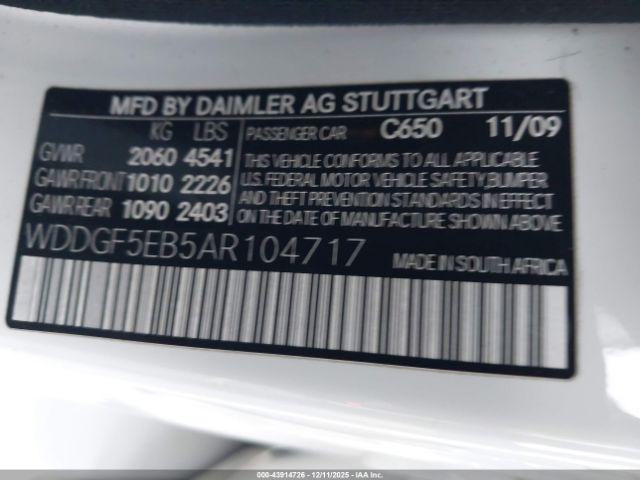 MFD BY DAIMLER AG STUTTGART
KG LBS
GVWR 2060 4541
GAWR FRONT 1010 2226
GAWR REAR 1090 2403
PASSENGER CAR C650 11/09
THIS VEHICLE CONFORMS TO ALL APPLICABLE
U.S. FEDERAL MOTOR VEHICLE SAFETY, BUMPER
AND THEFT PREVENTION STANDARDS IN EFFECT
ON THE DATE OF MANUFACTURE SHOWN ABOVE.
WDDGF5EB5AR104717
MADE IN SOUTH AFRICA
000-43914726 - 12/11/2025 - IAAI.com